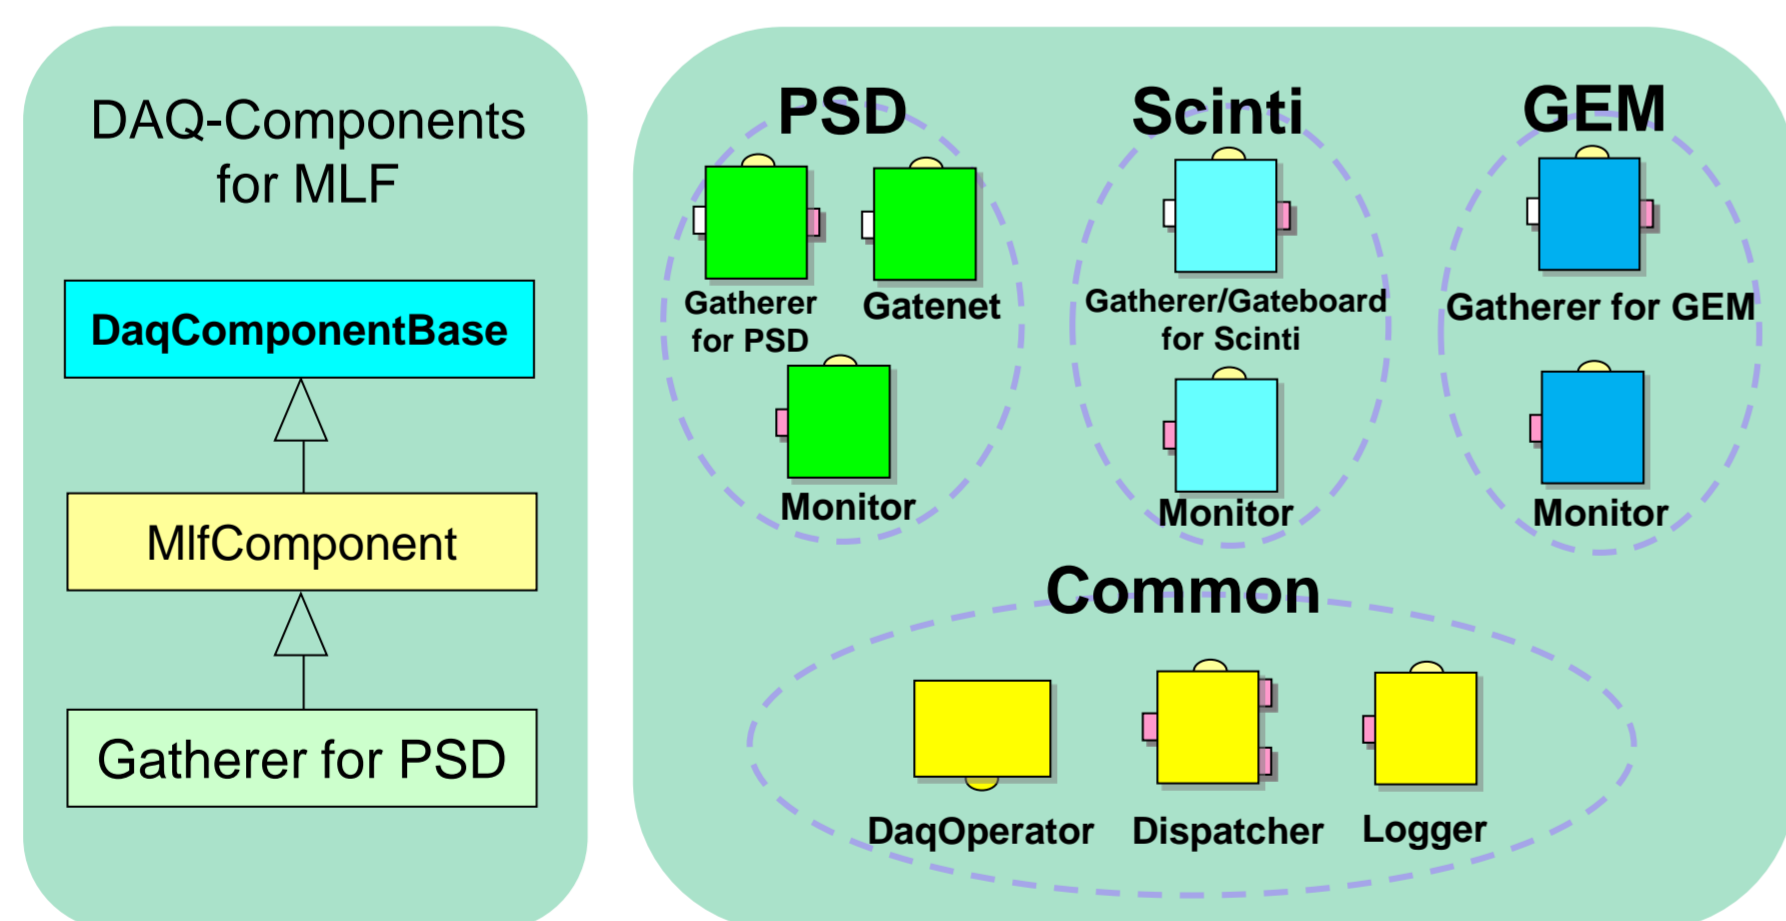 DAQ-Components
for MLF
DaqComponentBase
MlfComponent
Gatherer for PSD
PSD
Gatherer
for PSD
Gatenet
Monitor
Scinti
Gatherer/Gateboard
for Scinti
Monitor
GEM
Gatherer for GEM
Monitor
Common
DaqOperator
Dispatcher
Logger